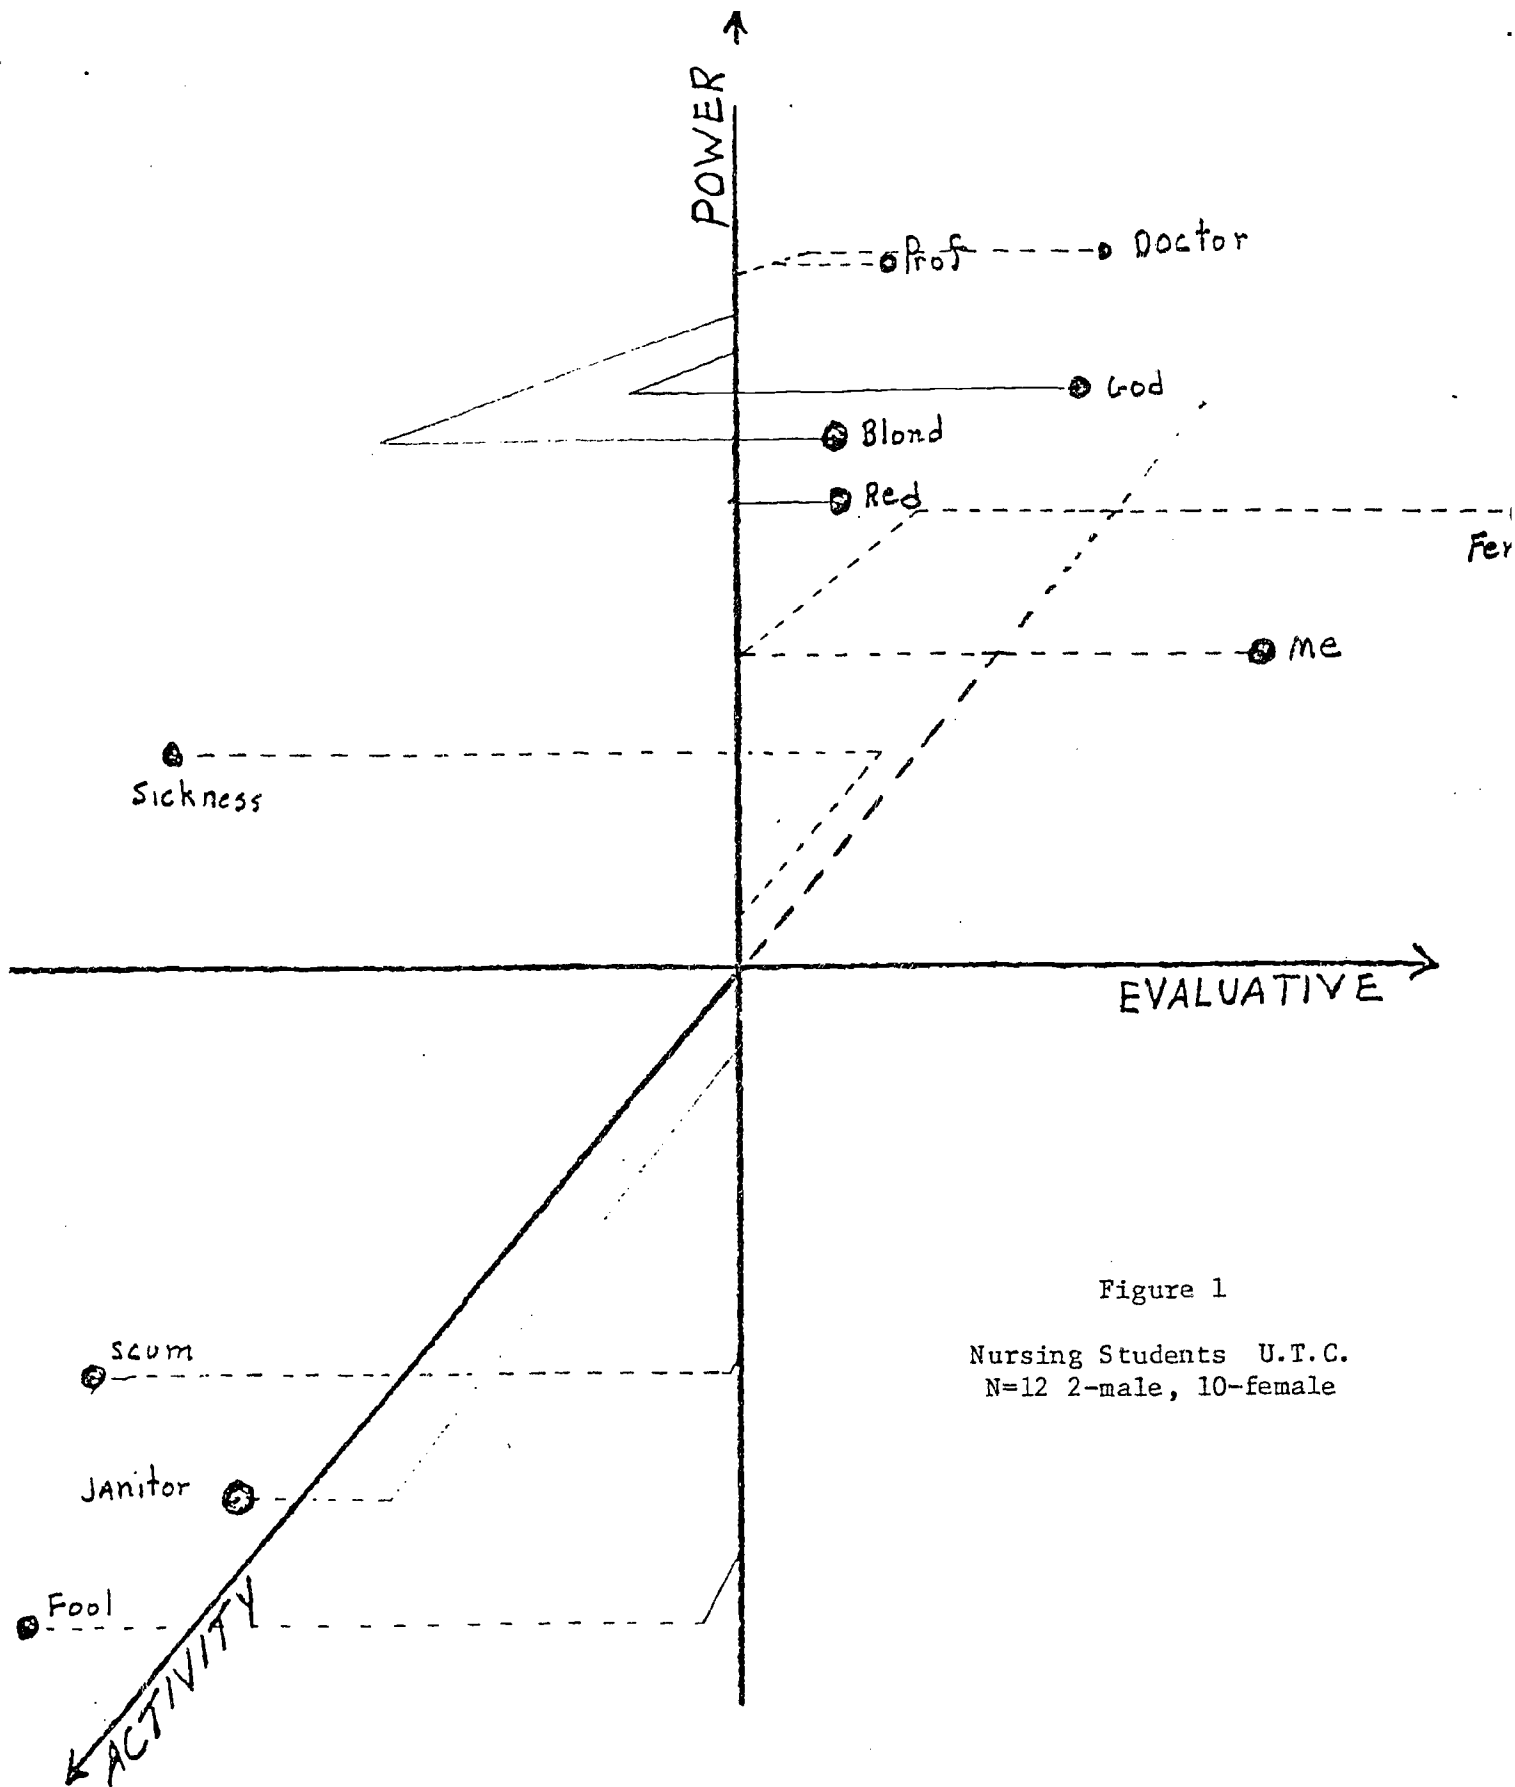 POWER
Prof
Doctor
God
Blond
Red
Fer
Me
Sickness
EVALUATIVE
Figure 1
Nursing Students U.T.C.
N=12 2-male, 10-female
scum
JAnitor
Fool
ACTIVITY